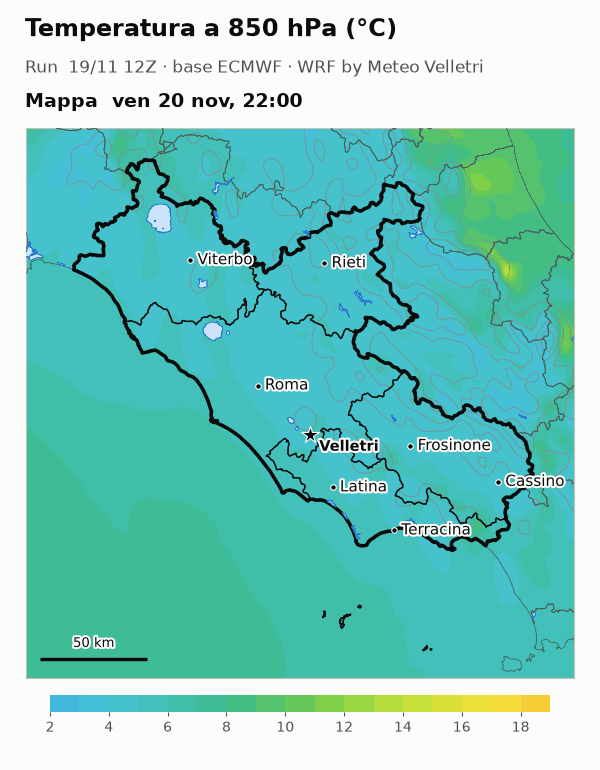 Temperatura a 850 hPa (°C)
Run  19/11 12Z · base ECMWF · WRF by Meteo Velletri
Mappa  ven 20 nov, 22:00
Viterbo
Rieti
Roma
Velletri
Frosinone
Latina
Cassino
Terracina
50 km
2 4 6 8 10 12 14 16 18